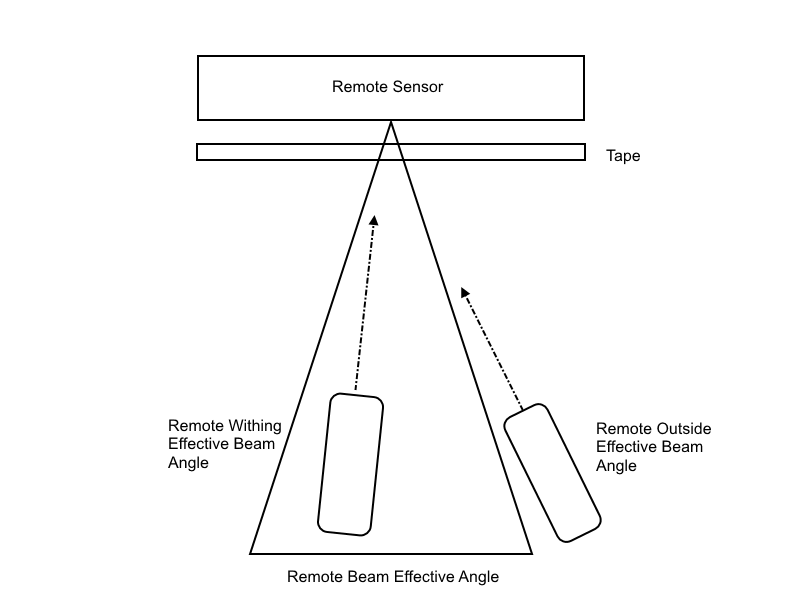 Remote Sensor
Tape
Remote Withing
Effective Beam
Angle
Remote Outside
Effective Beam
Angle
Remote Beam Effective Angle